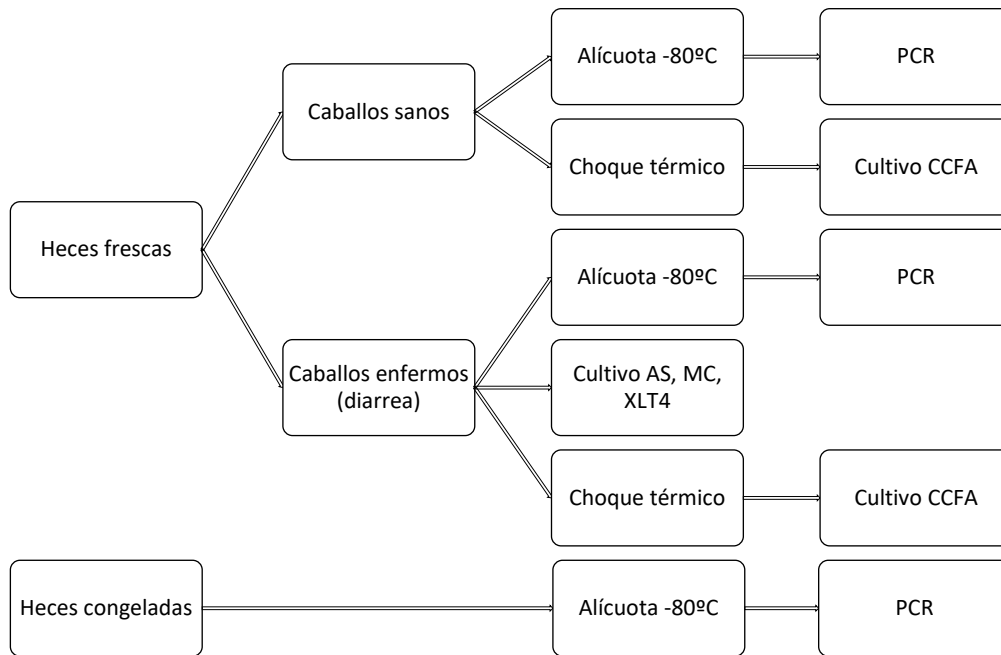 Alícuota -80ºC
PCR
Caballos sanos
Choque térmico
Cultivo CCFA
Heces frescas
Alícuota -80ºC
PCR
Caballos enfermos
(diarrea)
Cultivo AS, MC,
XLT4
Choque térmico
Cultivo CCFA
Heces congeladas
Alícuota -80ºC
PCR